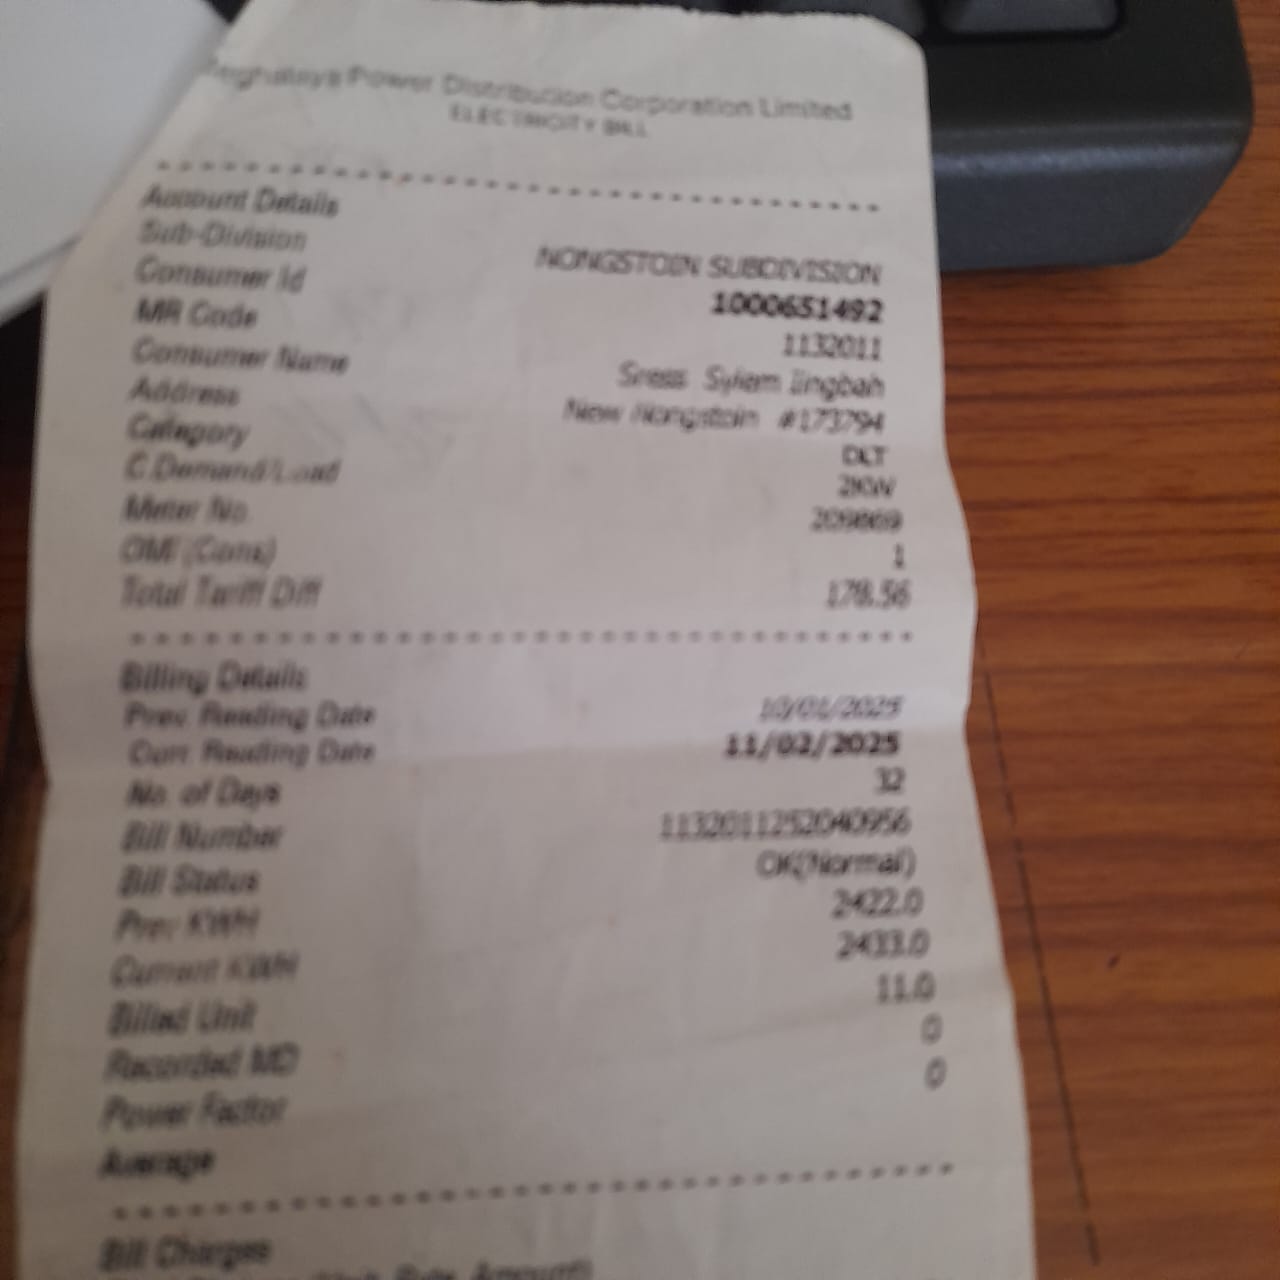 Power Distribution Corporation Limited
ELECTRICITY BILL
Account Details
Sub-Division NONGSTOIN SUBDIVISION
Consumer Id 1000651492
MR Code 1132011
Consumer Name Syiem Iingbah
Address New Nongstoin #173794
Category DLT
C.Demand/Load 2KW
Meter No. 209869
OMF(Cons) 1
Total Tariff Diff 178.56
Billing Details
Prev. Reading Date 10/01/2025
Curr. Reading Date 11/02/2025
No. of Days 32
Bill Number 1132011252040956
Bill Status OK(Normal)
Prev KWH 2422.0
Current KWH 2433.0
Billed Unit 11.0
Recorded MD 0
Power Factor 0
Average
Bill Charges